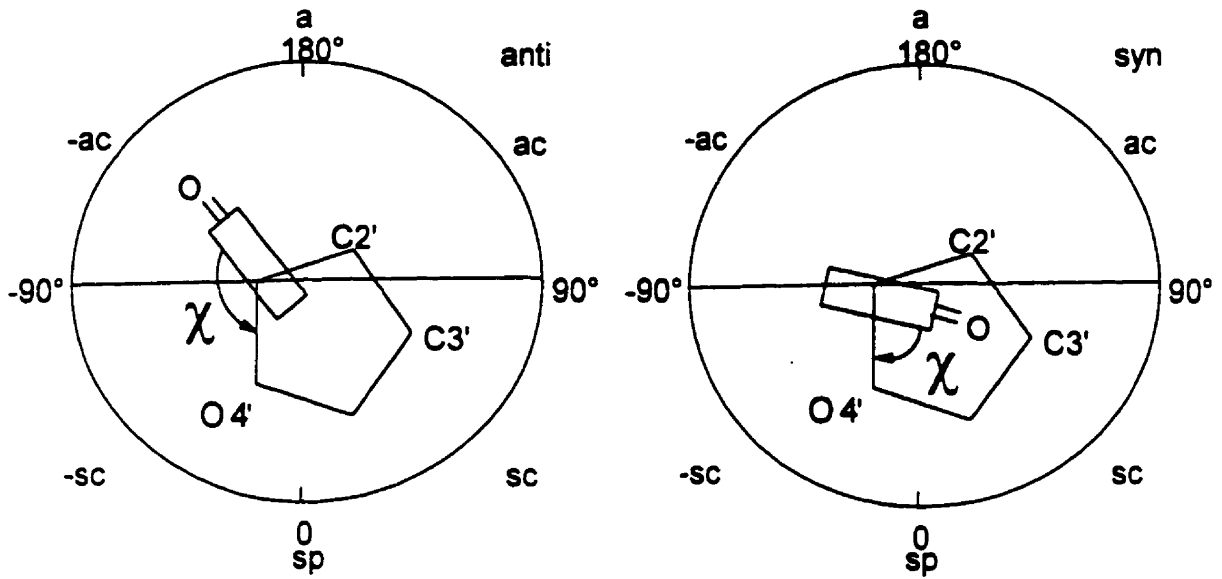 a
180°
anti
-ac
ac
O
C2'
-90°
90°
χ
C3'
O 4'
-sc
sc
0
sp
a
180°
syn
-ac
ac
C2'
-90°
90°
O
C3'
χ
O 4'
-sc
sc
0
sp